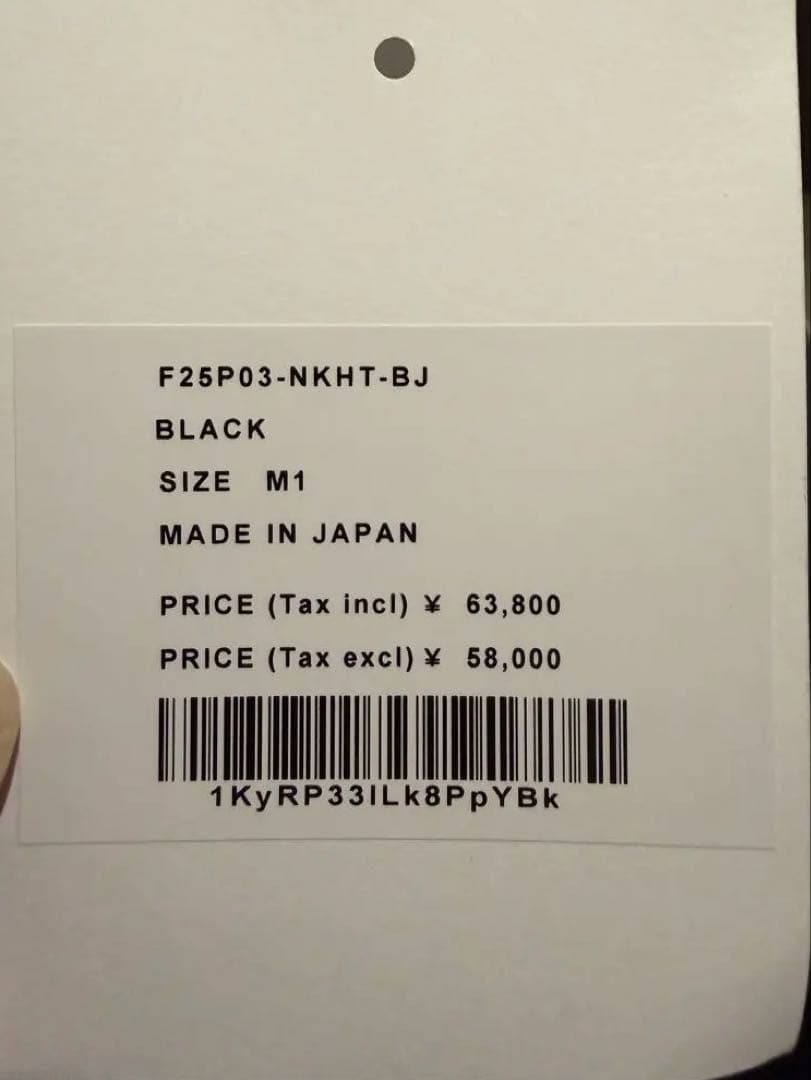 F25P03-NKHT-BJ
BLACK
SIZE M1
MADE IN JAPAN
PRICE (Tax incl) ¥ 63,800
PRICE (Tax excl) ¥ 58,000
1KyRP33ILk8PpYBk